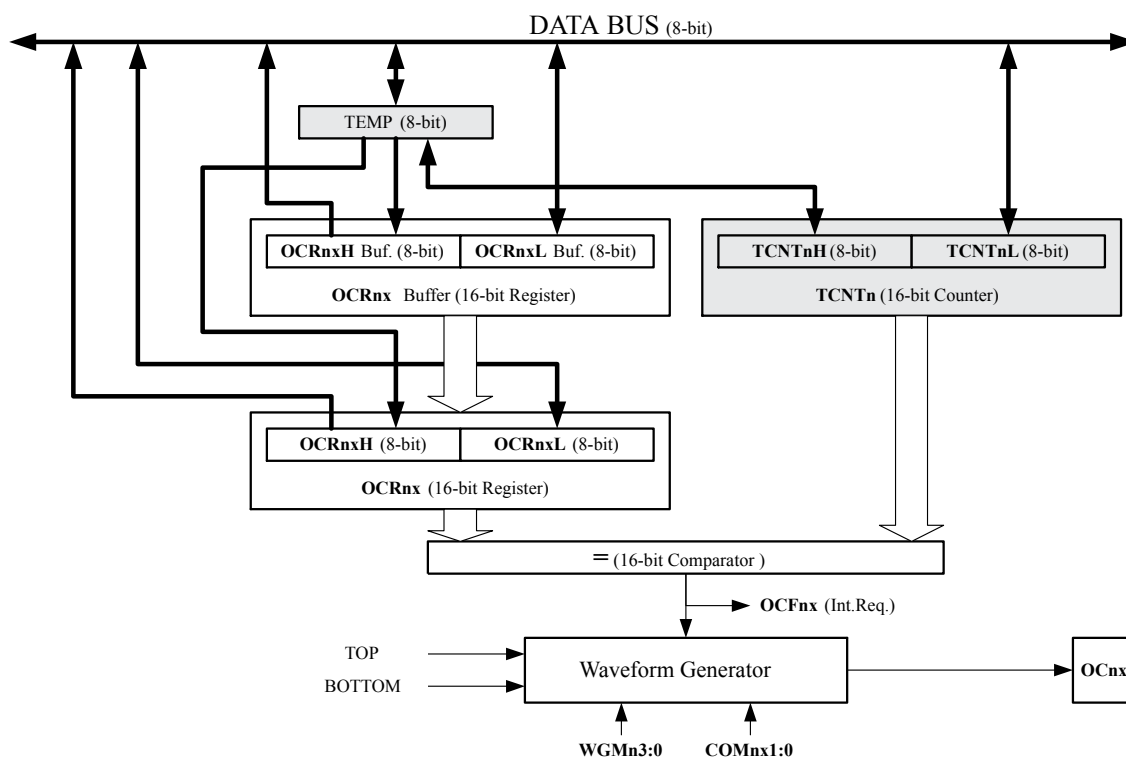 DATA BUS (8-bit)
TEMP (8-bit)
OCRnxH Buf. (8-bit)
OCRnxL Buf. (8-bit)
TCNTnH (8-bit)
TCNTnL (8-bit)
OCRnx Buffer (16-bit Register)
TCNTn (16-bit Counter)
OCRnxH (8-bit)
OCRnxL (8-bit)
OCRnx (16-bit Register)
= (16-bit Comparator )
OCFnx (Int.Req.)
TOP
Waveform Generator
OCnx
BOTTOM
WGMn3:0
COMnx1:0